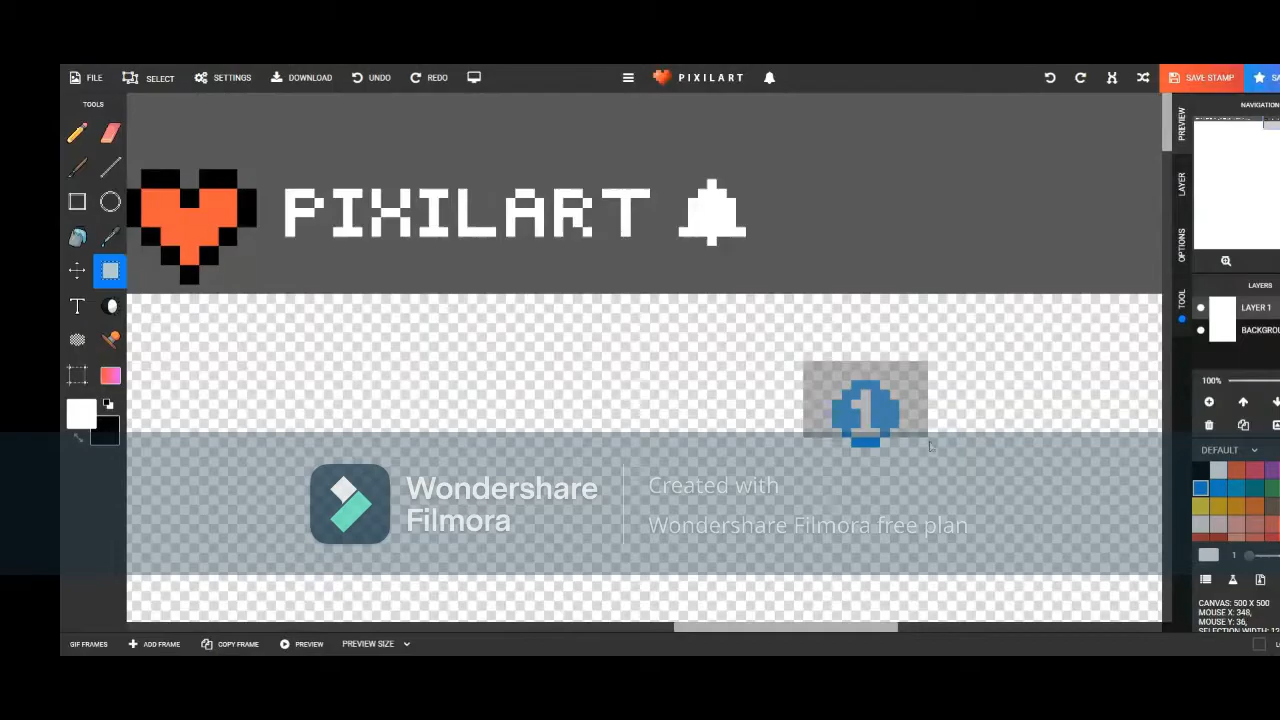 FILE SELECT SETTINGS DOWNLOAD UNDO REDO PIXILART SAVE STAMP
TOOLS
PIXILART
1
Wondershare
Filmora
Created with
Wondershare Filmora free plan
PREVIEW
LAYER
OPTIONS
TOOL
LAYERS
LAYER 1
100%
DEFAULT
1
CANVAS: 500 X 500
MOUSE X: 348,
MOUSE Y: 36,
GIF FRAMES ADD FRAME COPY FRAME PREVIEW PREVIEW SIZE